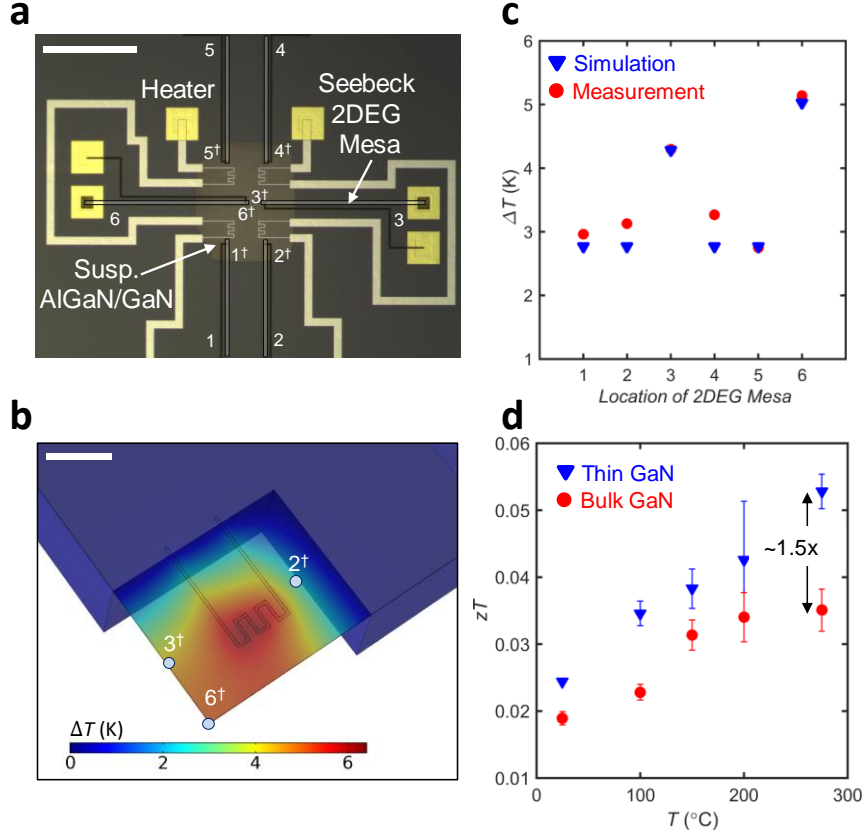 a
5
4
Heater
Seebeck
2DEG
Mesa
5†
4†
3†
6
6†
3
1†
2†
Susp.
AlGaN/GaN
1
2
b
2†
3†
6†
ΔT (K)
0
2
4
6
c
Simulation
Measurement
ΔT (K)
6
5
4
3
2
1
1 2 3 4 5 6
Location of 2DEG Mesa
d
Thin GaN
Bulk GaN
~1.5x
zT
0.06
0.05
0.04
0.03
0.02
0.01
0 100 200 300
T (°C)